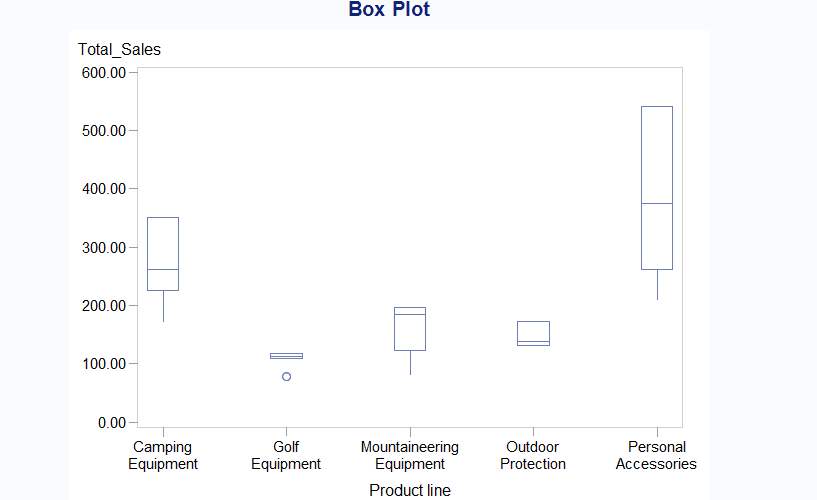 Box Plot
Total_Sales
600.00
500.00
400.00
300.00
200.00
100.00
0.00
Camping Golf Mountaineering Outdoor Personal
Equipment Equipment Equipment Protection Accessories
Product line